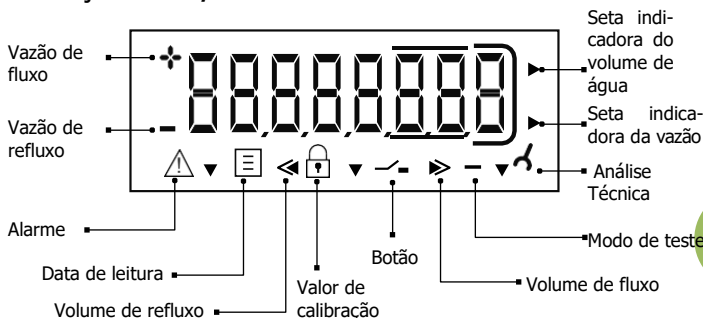 Vazão de
fluxo
Vazão de
refluxo
Alarme
Data de leitura
Volume de refluxo
Valor de
calibração
Botão
Volume de fluxo
Modo de teste
Análise
Técnica
Seta indi-
cadora do
volume de
água
Seta indica-
dora da vazão